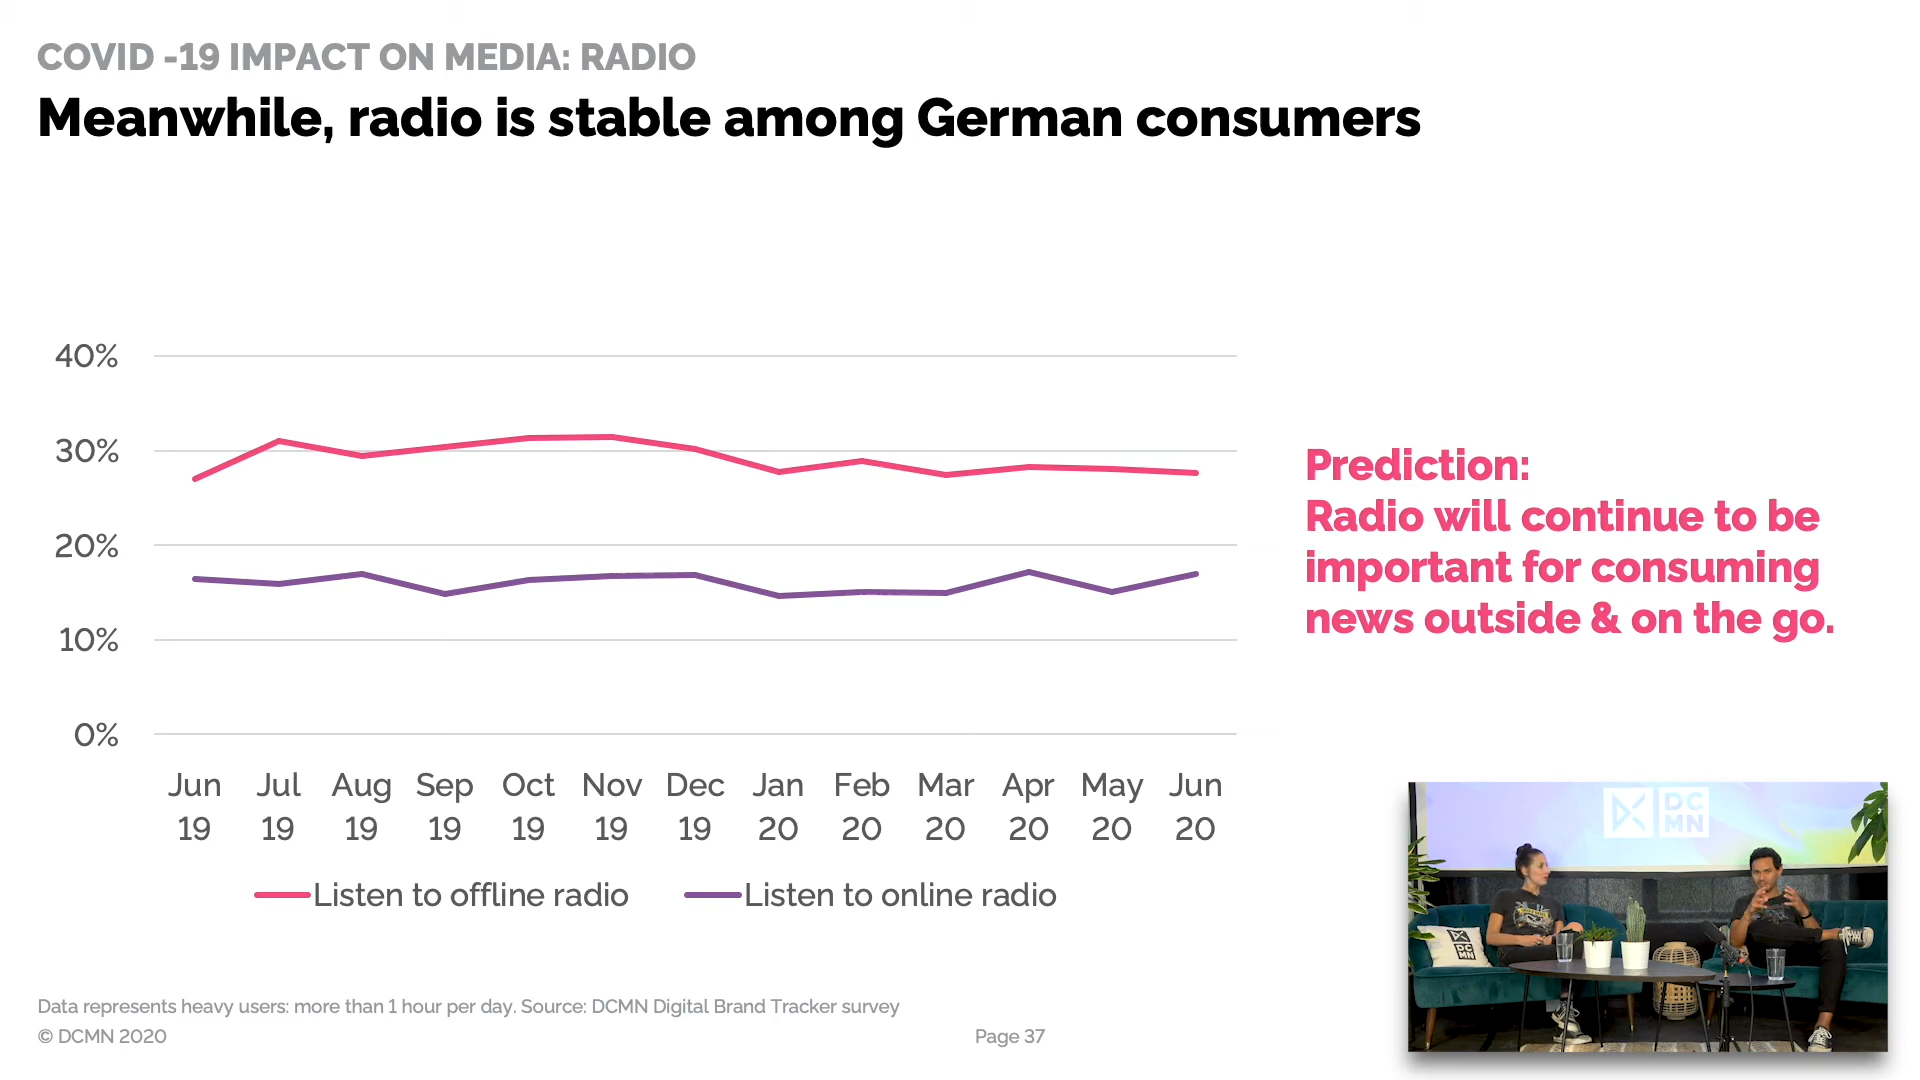 COVID -19 IMPACT ON MEDIA: RADIO
Meanwhile, radio is stable among German consumers
40%
30%
20%
10%
0%
Jun Jul Aug Sep Oct Nov Dec Jan Feb Mar Apr May Jun
19 19 19 19 19 19 19 20 20 20 20 20 20
Listen to offline radio Listen to online radio
Prediction:
Radio will continue to be
important for consuming
news outside & on the go.
DC
MN
DC
MN
Data represents heavy users: more than 1 hour per day. Source: DCMN Digital Brand Tracker survey
© DCMN 2020
Page 37